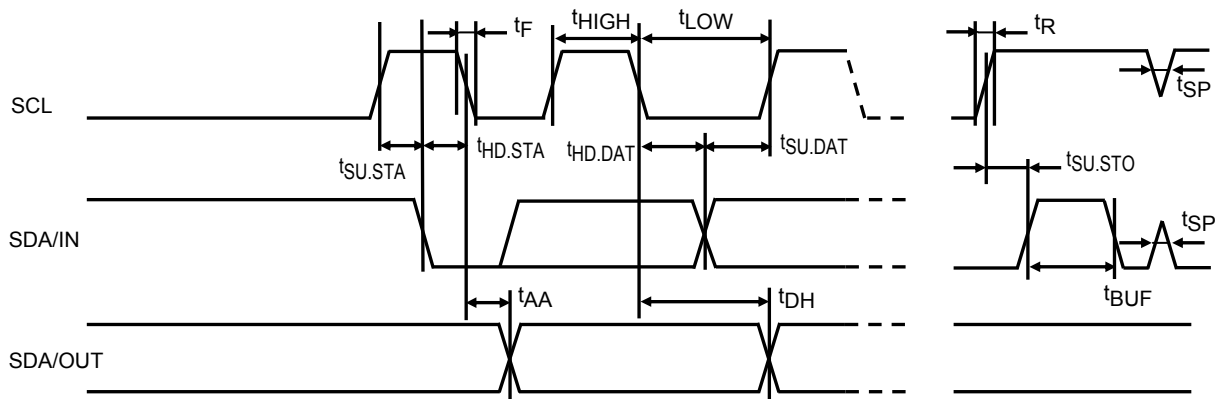 tF
tHIGH
tLOW
tR
SCL
tSP
tSU.STA
tHD.STA
tHD.DAT
tSU.DAT
tSU.STO
SDA/IN
tSP
tBUF
tAA
tDH
SDA/OUT